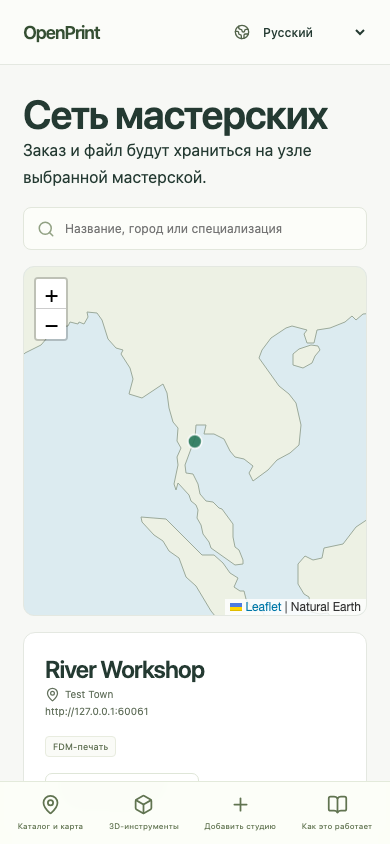 OpenPrint
Русский
Сеть мастерских
Заказ и файл будут храниться на узле
выбранной мастерской.
Название, город или специализация
+
−
Leaflet | Natural Earth
River Workshop
Test Town
http://127.0.0.1:60061
FDM-печать
Каталог и карта
3D-инструменты
Добавить студию
Как это работает